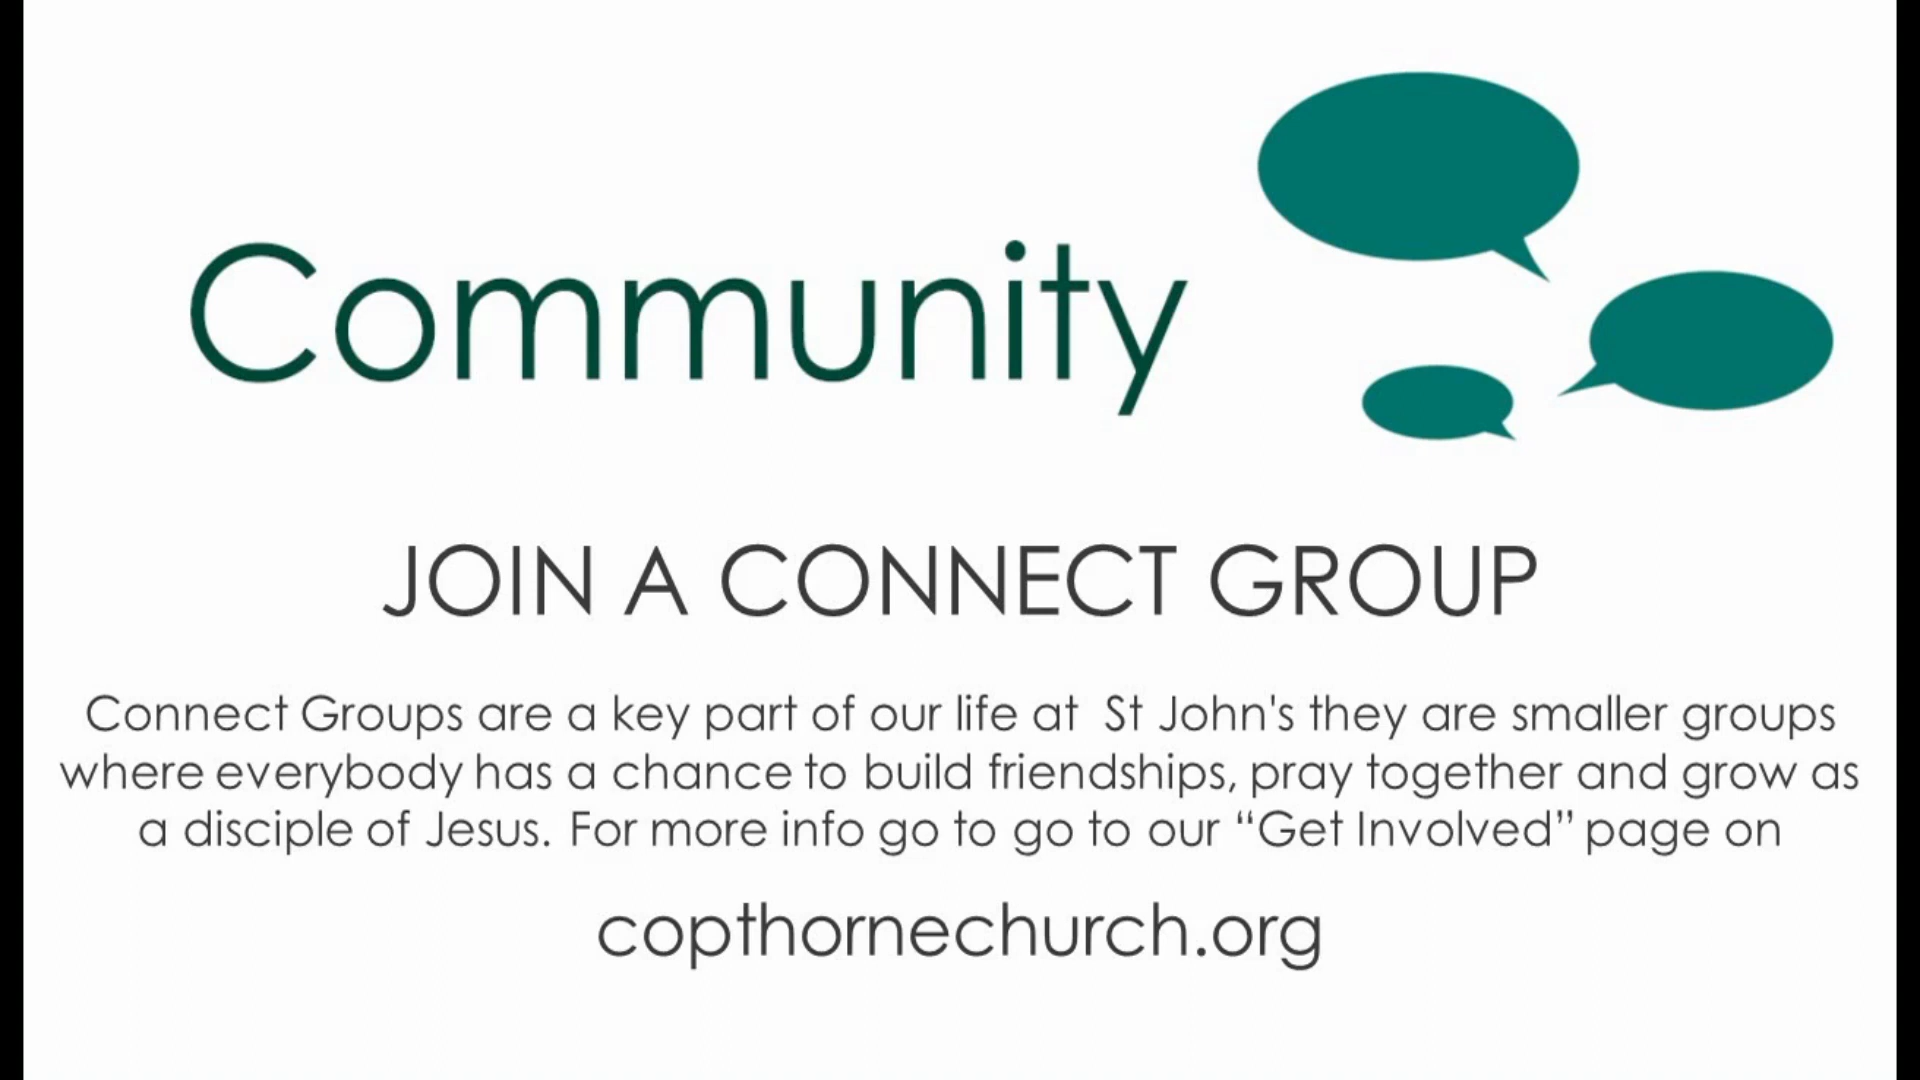 Community
JOIN A CONNECT GROUP
Connect Groups are a key part of our life at St John's they are smaller groups
where everybody has a chance to build friendships, pray together and grow as
a disciple of Jesus. For more info go to go to our “Get Involved” page on
copthornechurch.org